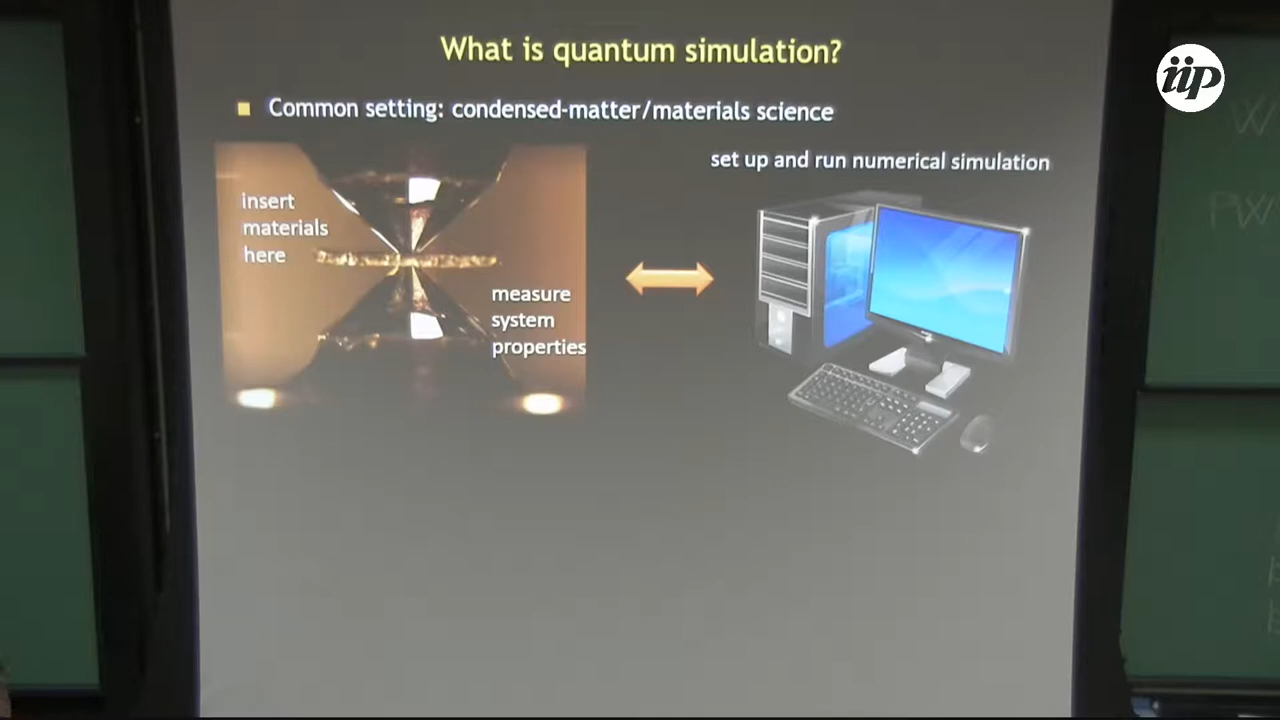 What is quantum simulation?
iip
Common setting: condensed-matter/materials science
set up and run numerical simulation
insert
materials
here
measure
system
properties
W
PW